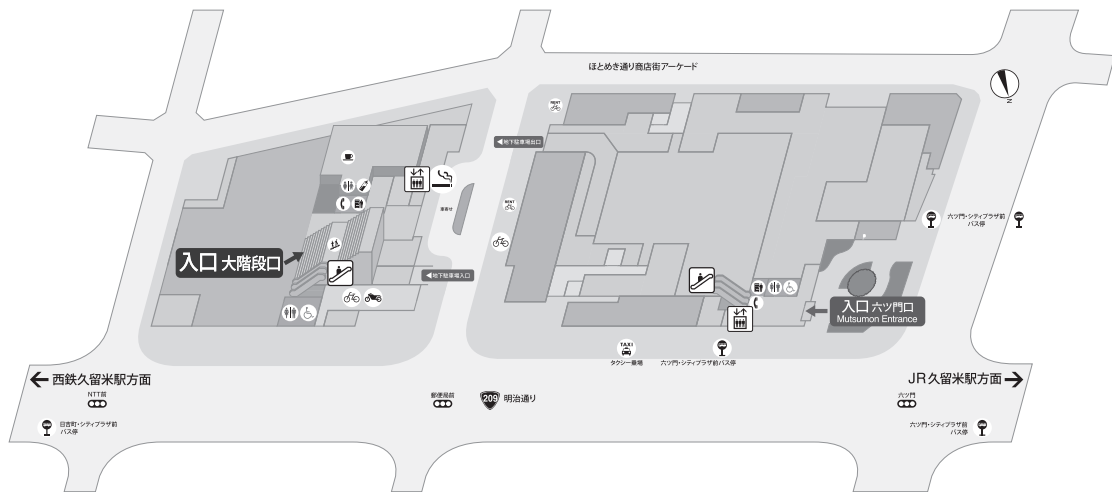 ほとめき通り商店街アーケード
N
RENT
◀地下駐車場出口
RENT
車寄せ
六ツ門・シティプラザ前
バス停
入口 大階段口
◀地下駐車場入口
入口 六ツ門口
Mutsumon Entrance
TAXI
タクシー乗場
六ツ門・シティプラザ前バス停
← 西鉄久留米駅方面
JR久留米駅方面 →
NTT前
郵便局前
209
明治通り
六ツ門
日吉町・シティプラザ前
バス停
六ツ門・シティプラザ前
バス停